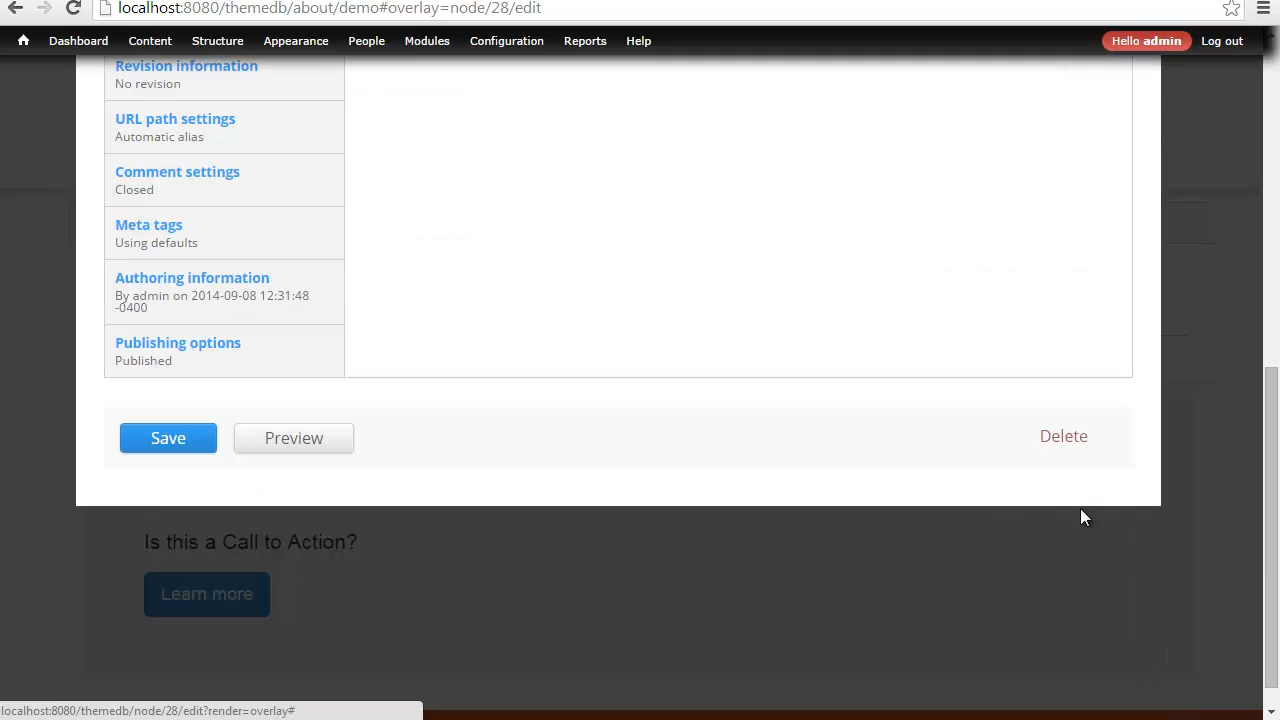 localhost:8080/themedb/about/demo#overlay=node/28/edit
Dashboard Content Structure Appearance People Modules Configuration Reports Help Hello admin Log out
Revision information
No revision
URL path settings
Automatic alias
Comment settings
Closed
Meta tags
Using defaults
Authoring information
By admin on 2014-09-08 12:31:48
-0400
Publishing options
Published
Save Preview Delete
Is this a Call to Action?
Learn more
localhost:8080/themedb/node/28/edit?render=overlay#